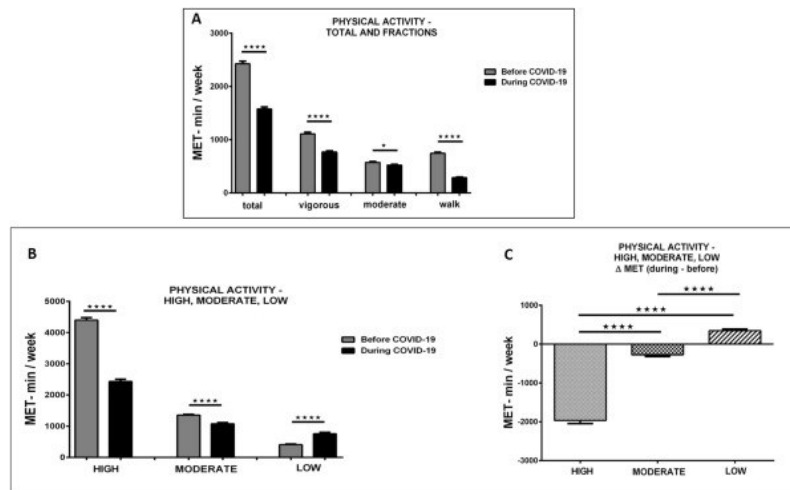 A
PHYSICAL ACTIVITY -
TOTAL AND FRACTIONS
3000
2000
1000
0
MET- min / week
****
****
*
****
Before COVID-19
During COVID-19
total
vigorous
moderate
walk
B
PHYSICAL ACTIVITY -
HIGH, MODERATE, LOW
5000
4000
3000
2000
1000
0
MET- min / week
****
****
****
Before COVID-19
During COVID-19
HIGH
MODERATE
LOW
C
PHYSICAL ACTIVITY -
HIGH, MODERATE, LOW
Δ MET (during - before)
****
****
****
1000
0
-1000
-2000
-3000
MET- min / week
HIGH
MODERATE
LOW